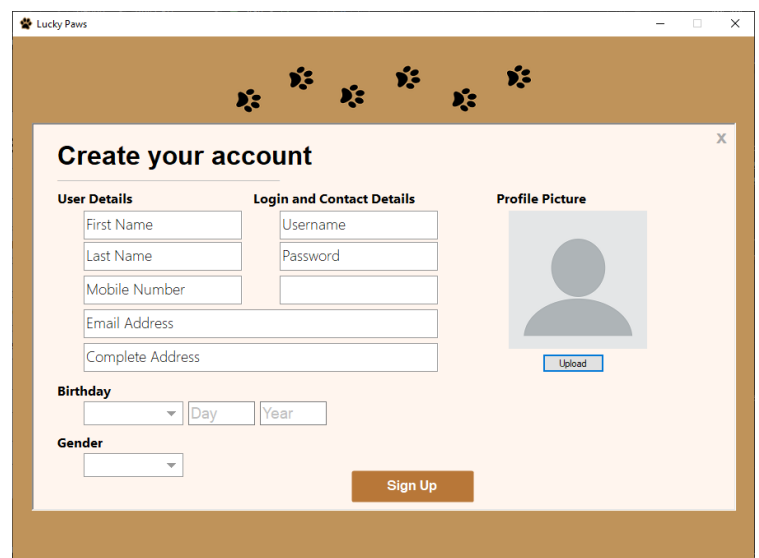 Lucky Paws
x
Create your account
User Details
Login and Contact Details
Profile Picture
First Name
Username
Last Name
Password
Mobile Number
Email Address
Complete Address
Upload
Birthday
Day
Year
Gender
Sign Up